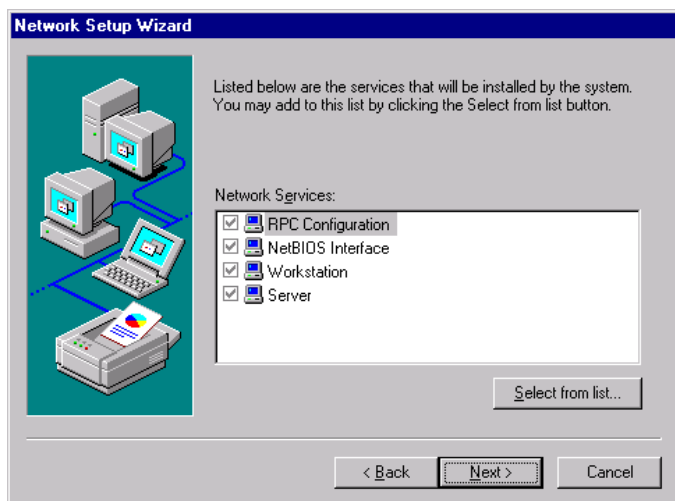 Network Setup Wizard
Listed below are the services that will be installed by the system.
You may add to this list by clicking the Select from list button.
Network Services:
RPC Configuration
NetBIOS Interface
Workstation
Server
Select from list...
< Back
Next >
Cancel